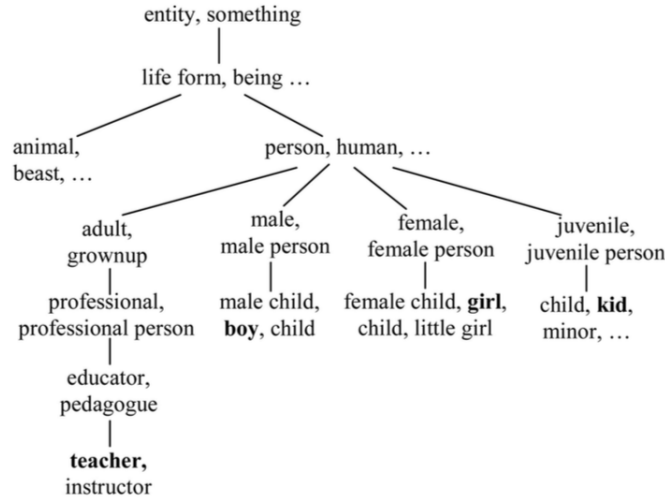 entity, something
life form, being …
animal,
beast, …
person, human, …
adult,
grownup
male,
male person
female,
female person
juvenile,
juvenile person
professional,
professional person
male child,
boy, child
female child, girl,
child, little girl
child, kid,
minor, …
educator,
pedagogue
teacher,
instructor